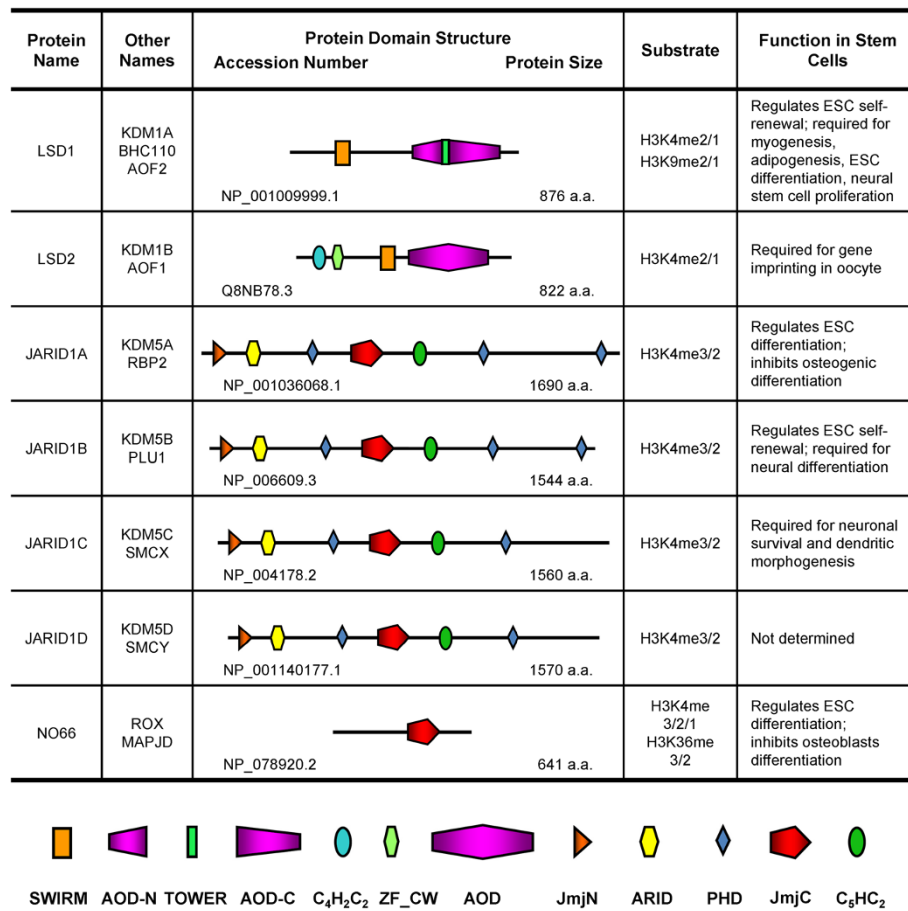 Protein Name
Other Names
Protein Domain Structure
Accession Number Protein Size
Substrate
Function in Stem Cells
LSD1
KDM1A
BHC110
AOF2
NP_001009999.1 876 a.a.
H3K4me2/1
H3K9me2/1
Regulates ESC self-
renewal; required for
myogenesis,
adipogenesis, ESC
differentiation, neural
stem cell proliferation
LSD2
KDM1B
AOF1
Q8NB78.3 822 a.a.
H3K4me2/1
Required for gene
imprinting in oocyte
JARID1A
KDM5A
RBP2
NP_001036068.1 1690 a.a.
H3K4me3/2
Regulates ESC
differentiation;
inhibits osteogenic
differentiation
JARID1B
KDM5B
PLU1
NP_006609.3 1544 a.a.
H3K4me3/2
Regulates ESC self-
renewal; required for
neural differentiation
JARID1C
KDM5C
SMCX
NP_004178.2 1560 a.a.
H3K4me3/2
Required for neuronal
survival and dendritic
morphogenesis
JARID1D
KDM5D
SMCY
NP_001140177.1 1570 a.a.
H3K4me3/2
Not determined
NO66
ROX
MAPJD
NP_078920.2 641 a.a.
H3K4me
3/2/1
H3K36me
3/2
Regulates ESC
differentiation;
inhibits osteoblasts
differentiation
SWIRM AOD-N TOWER AOD-C C₄H₂C₂ ZF_CW AOD JmjN ARID PHD JmjC C₅HC₂